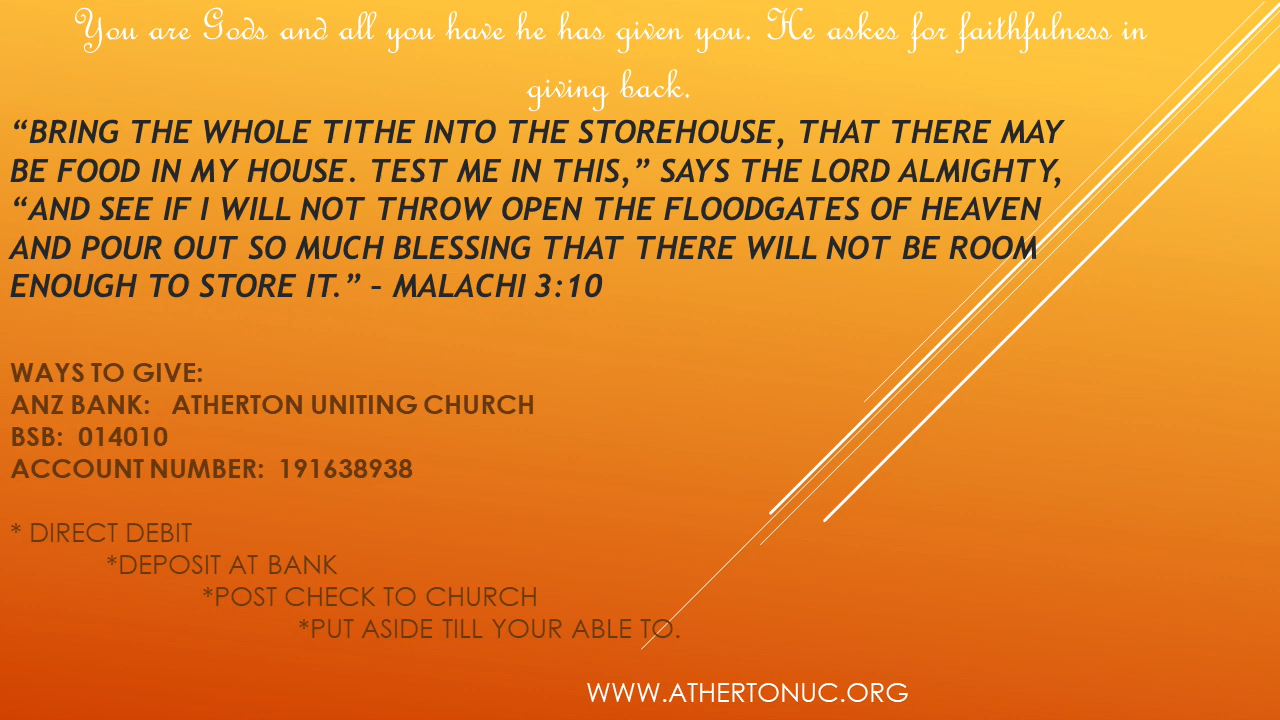 You are Gods and all you have he has given you. He askes for faithfulness in
giving back.
“BRING THE WHOLE TITHE INTO THE STOREHOUSE, THAT THERE MAY
BE FOOD IN MY HOUSE. TEST ME IN THIS,” SAYS THE LORD ALMIGHTY,
“AND SEE IF I WILL NOT THROW OPEN THE FLOODGATES OF HEAVEN
AND POUR OUT SO MUCH BLESSING THAT THERE WILL NOT BE ROOM
ENOUGH TO STORE IT.” – MALACHI 3:10
WAYS TO GIVE:
ANZ BANK: ATHERTON UNITING CHURCH
BSB: 014010
ACCOUNT NUMBER: 191638938
* DIRECT DEBIT
*DEPOSIT AT BANK
*POST CHECK TO CHURCH
*PUT ASIDE TILL YOUR ABLE TO.
WWW.ATHERTONUC.ORG